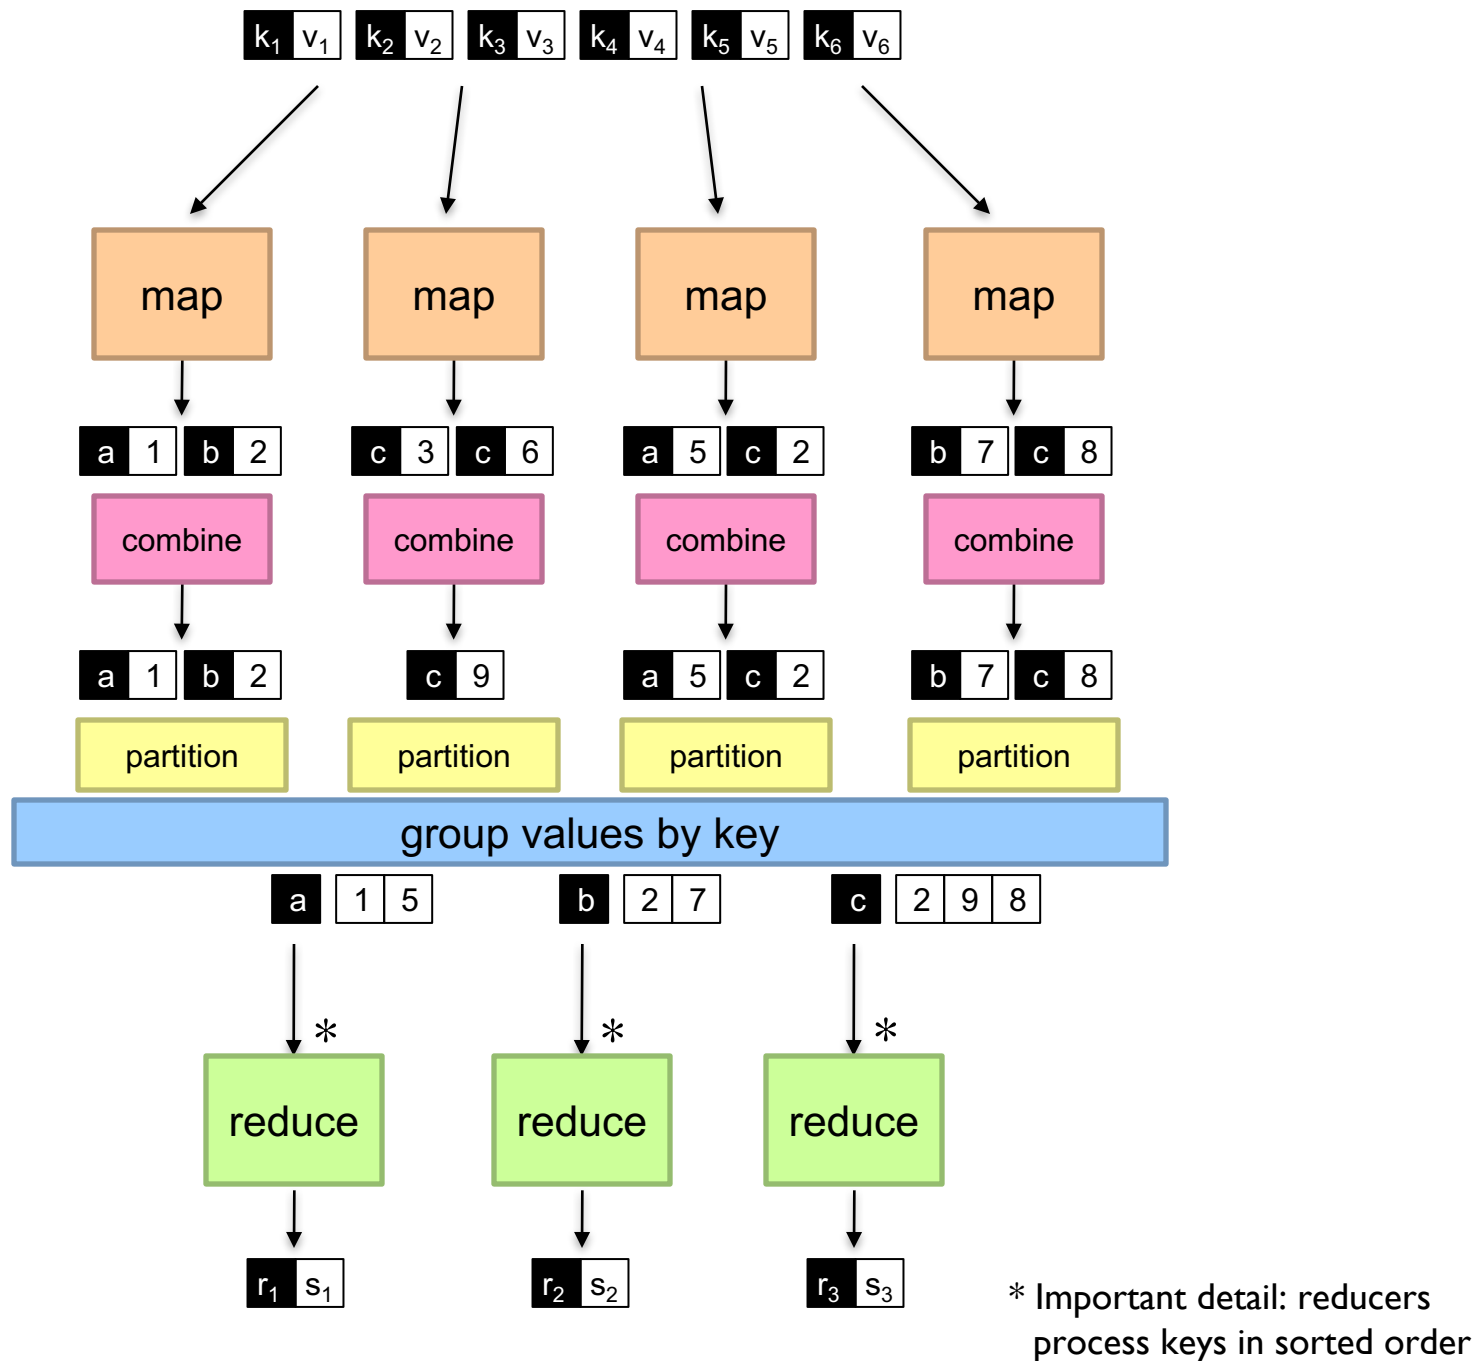 k1 v1 k2 v2 k3 v3 k4 v4 k5 v5 k6 v6
map map map map
a 1 b 2 c 3 c 6 a 5 c 2 b 7 c 8
combine combine combine combine
a 1 b 2 c 9 a 5 c 2 b 7 c 8
partition partition partition partition
group values by key
a 1 5 b 2 7 c 2 9 8
* * *
reduce reduce reduce
r1 s1 r2 s2 r3 s3
* Important detail: reducers
process keys in sorted order